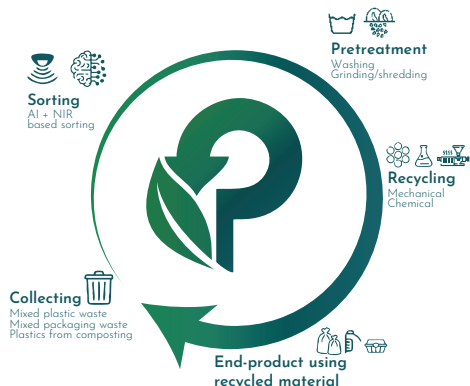 Pretreatment
Washing
Grinding/shredding
Sorting
AI + NIR
based sorting
Recycling
Mechanical
Chemical
Collecting
Mixed plastic waste
Mixed packaging waste
Plastics from composting
End-product using
recycled material
P